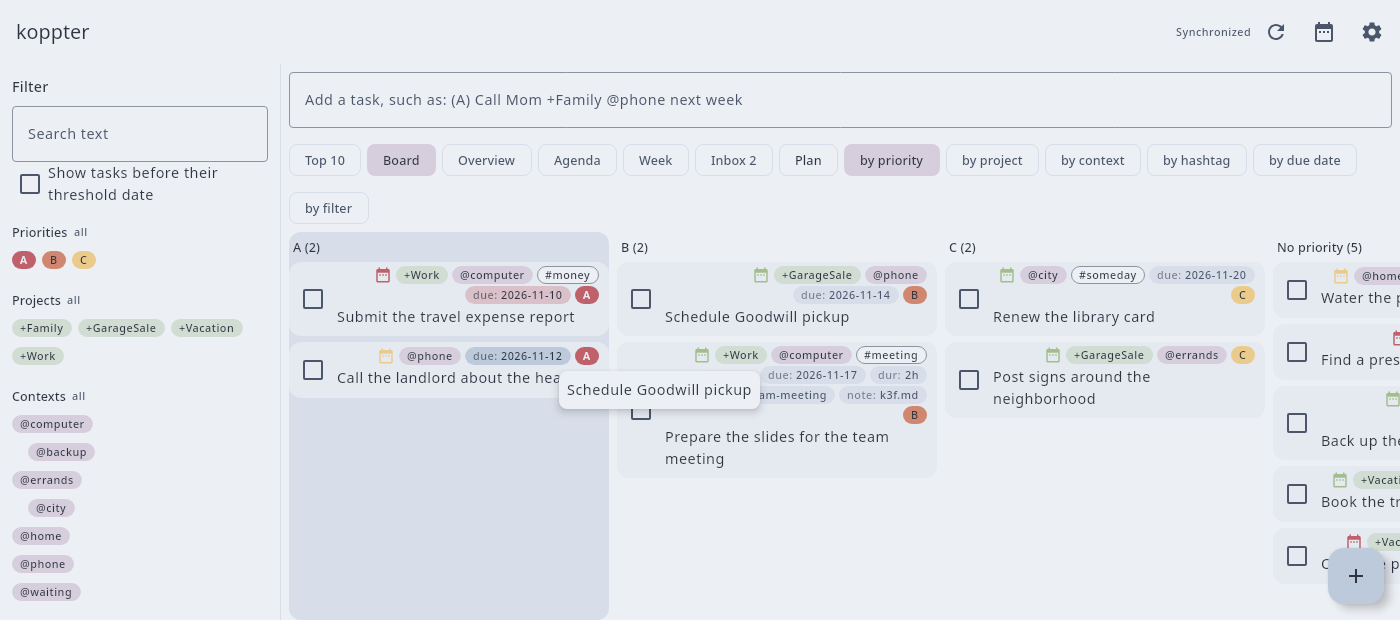 koppter
Synchronized
Filter
Search text
Show tasks before their
threshold date
Priorities all
A B C
Projects all
+Family +GarageSale +Vacation
+Work
Contexts all
@computer
@backup
@errands
@city
@home
@phone
@waiting
Add a task, such as: (A) Call Mom +Family @phone next week
Top 10 Board Overview Agenda Week Inbox 2 Plan by priority by project by context by hashtag by due date
by filter
A (2)
+Work @computer #money
due: 2026-11-10 A
Submit the travel expense report
@phone due: 2026-11-12 A
Call the landlord about the hea
Schedule Goodwill pickup
B (2)
+GarageSale @phone
due: 2026-11-14 B
Schedule Goodwill pickup
+Work @computer #meeting
due: 2026-11-17 dur: 2h
am-meeting note: k3f.md
B
Prepare the slides for the team
meeting
C (2)
@city #someday due: 2026-11-20
C
Renew the library card
+GarageSale @errands C
Post signs around the
neighborhood
No priority (5)
@home
Water the p
Find a pres
Back up the
+Vacati
Book the tr
+Vac